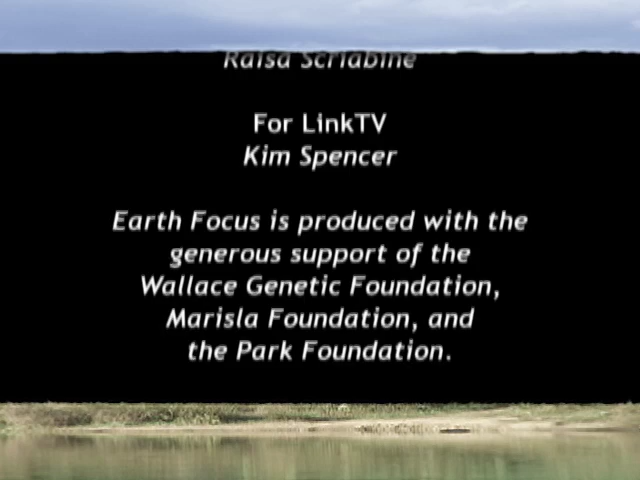 Raisa Scriabine
For LinkTV
Kim Spencer
Earth Focus is produced with the
generous support of the
Wallace Genetic Foundation,
Marisla Foundation, and
the Park Foundation.